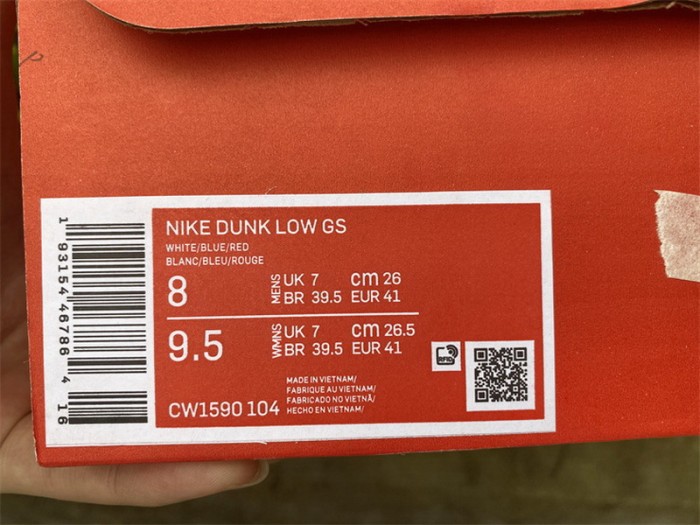 NIKE DUNK LOW GS
WHITE/BLUE/RED
BLANC/BLEU/ROUGE
8 MENS UK 7 cm 26
BR 39.5 EUR 41
9.5 WMNS UK 7 cm 26.5
BR 39.5 EUR 41
MADE IN VIETNAM/
FABRIQUE AU VIETNAM/
FABRICADO NO VIETNÃ/
HECHO EN VIETNAM/
CW1590 104
1 93154 46786 4 16